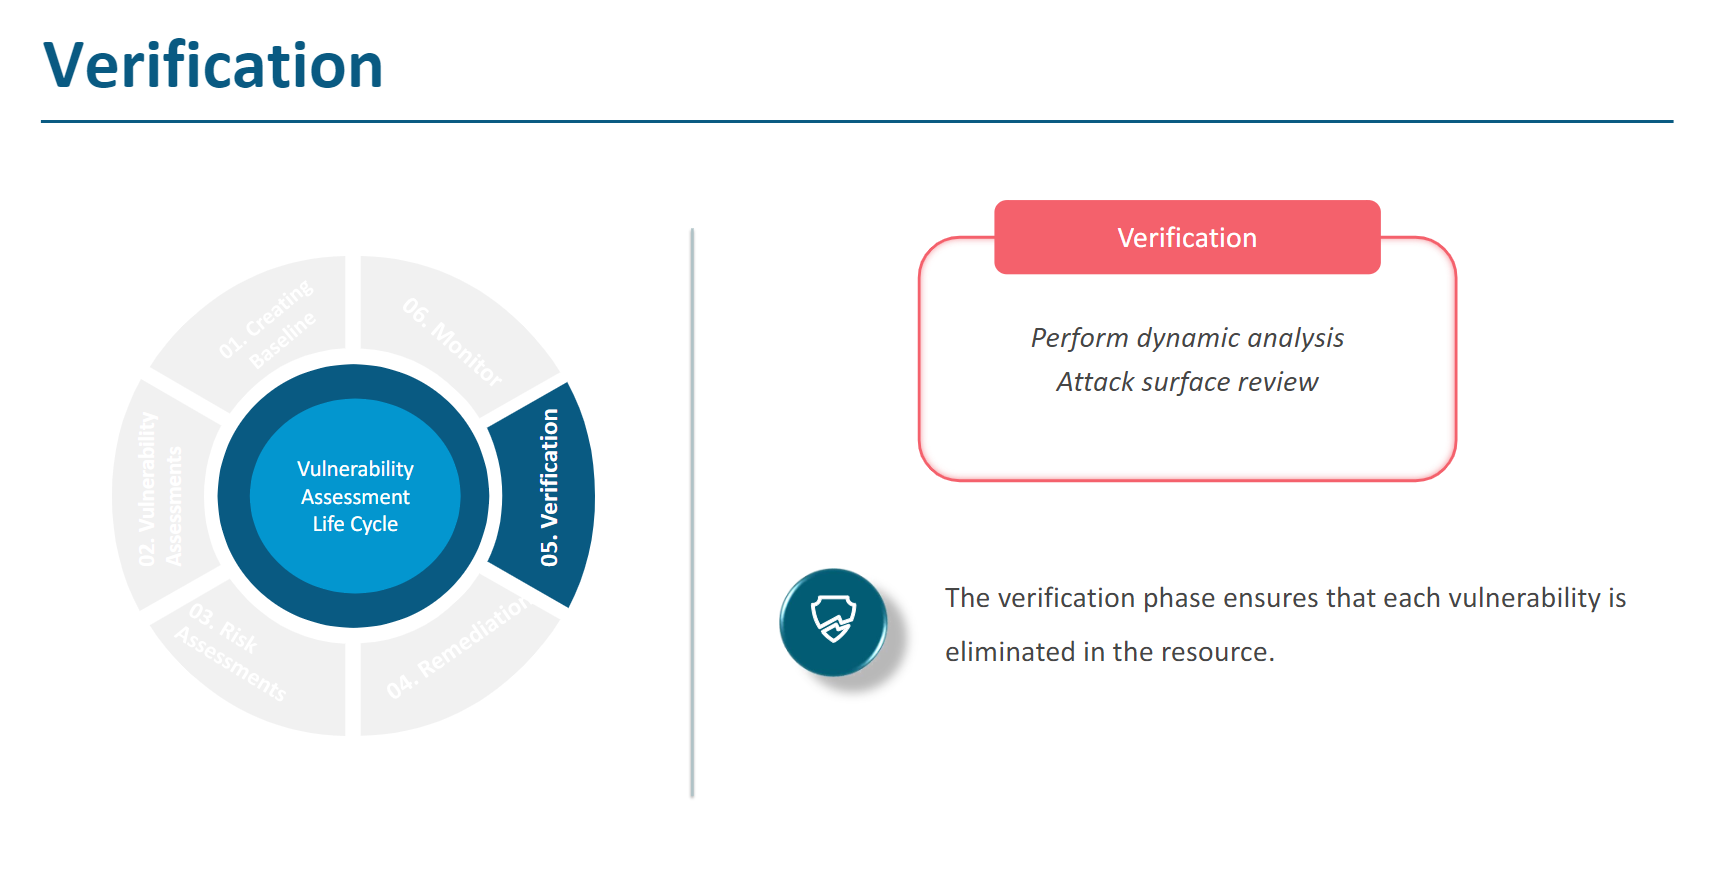 Verification
01. Creating
Baseline
06. Monitor
02. Vulnerability
Assessments
Vulnerability
Assessment
Life Cycle
05. Verification
03. Risk
Assessments
04. Remediation
Verification
Perform dynamic analysis
Attack surface review
The verification phase ensures that each vulnerability is
eliminated in the resource.